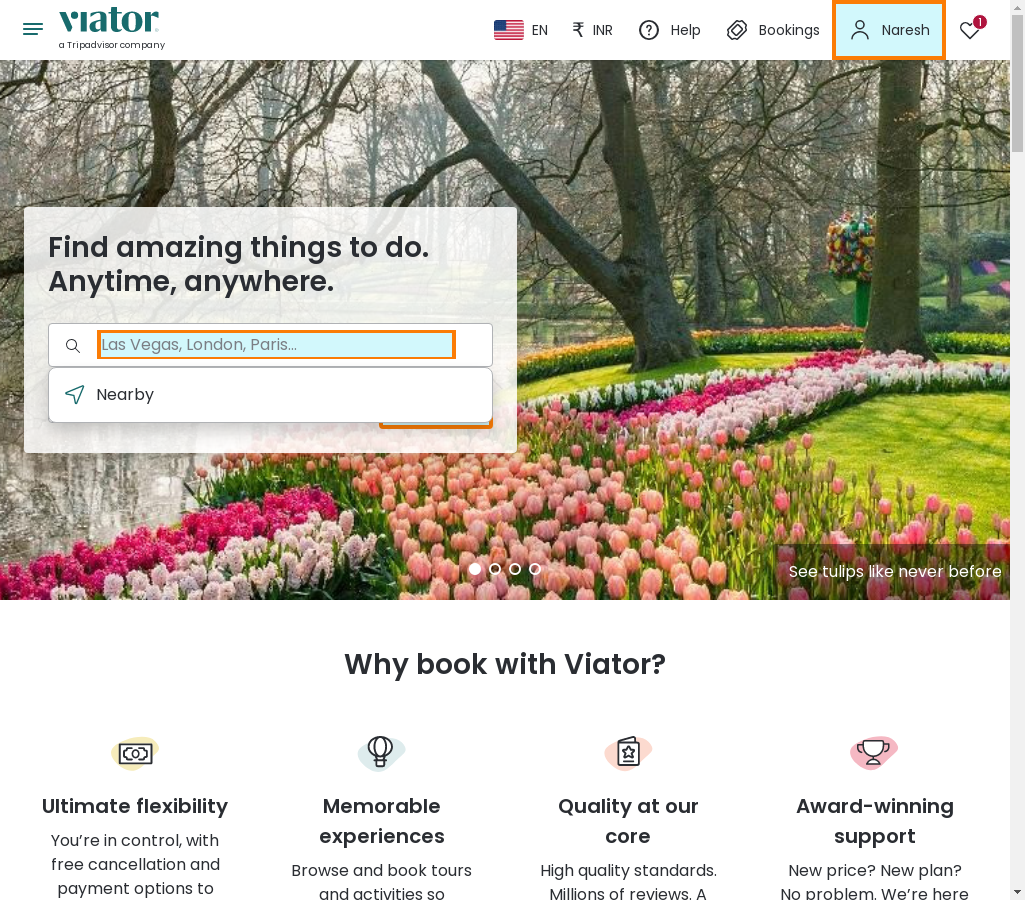 viator
a Tripadvisor company
EN
₹ INR
Help
Bookings
Naresh
1
Find amazing things to do.
Anytime, anywhere.
Las Vegas, London, Paris...
Nearby
See tulips like never before
Why book with Viator?
Ultimate flexibility
You're in control, with
free cancellation and
payment options to
Memorable
experiences
Browse and book tours
and activities so
Quality at our
core
High quality standards.
Millions of reviews. A
Award-winning
support
New price? New plan?
No problem. We're here